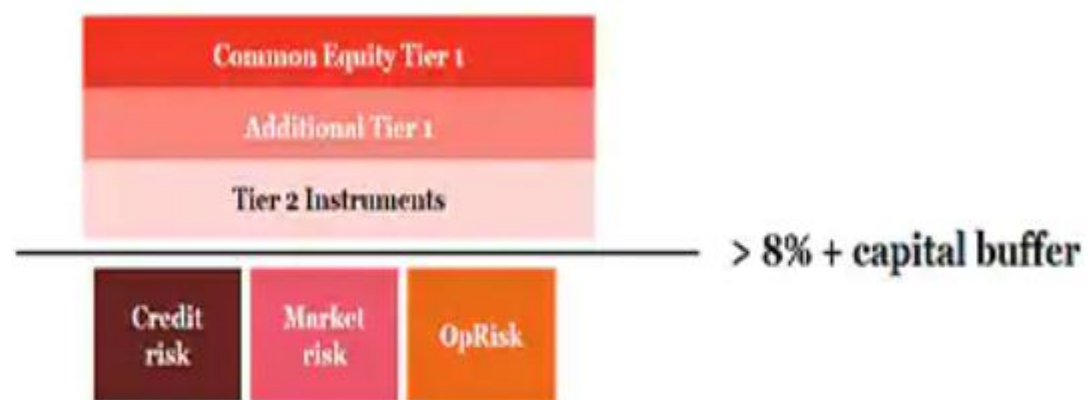 Common Equity Tier 1
Additional Tier 1
Tier 2 Instruments
> 8% + capital buffer
Credit
risk
Market
risk
OpRisk